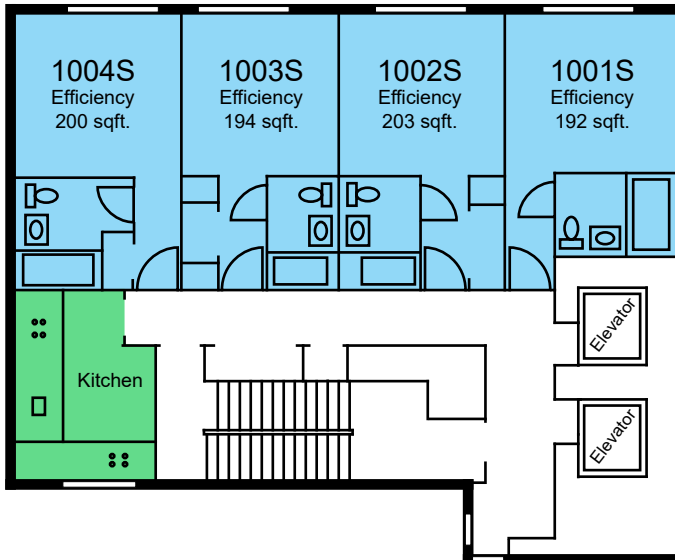 1004S
Efficiency
200 sqft.
1003S
Efficiency
194 sqft.
1002S
Efficiency
203 sqft.
1001S
Efficiency
192 sqft.
Elevator
Kitchen
Elevator